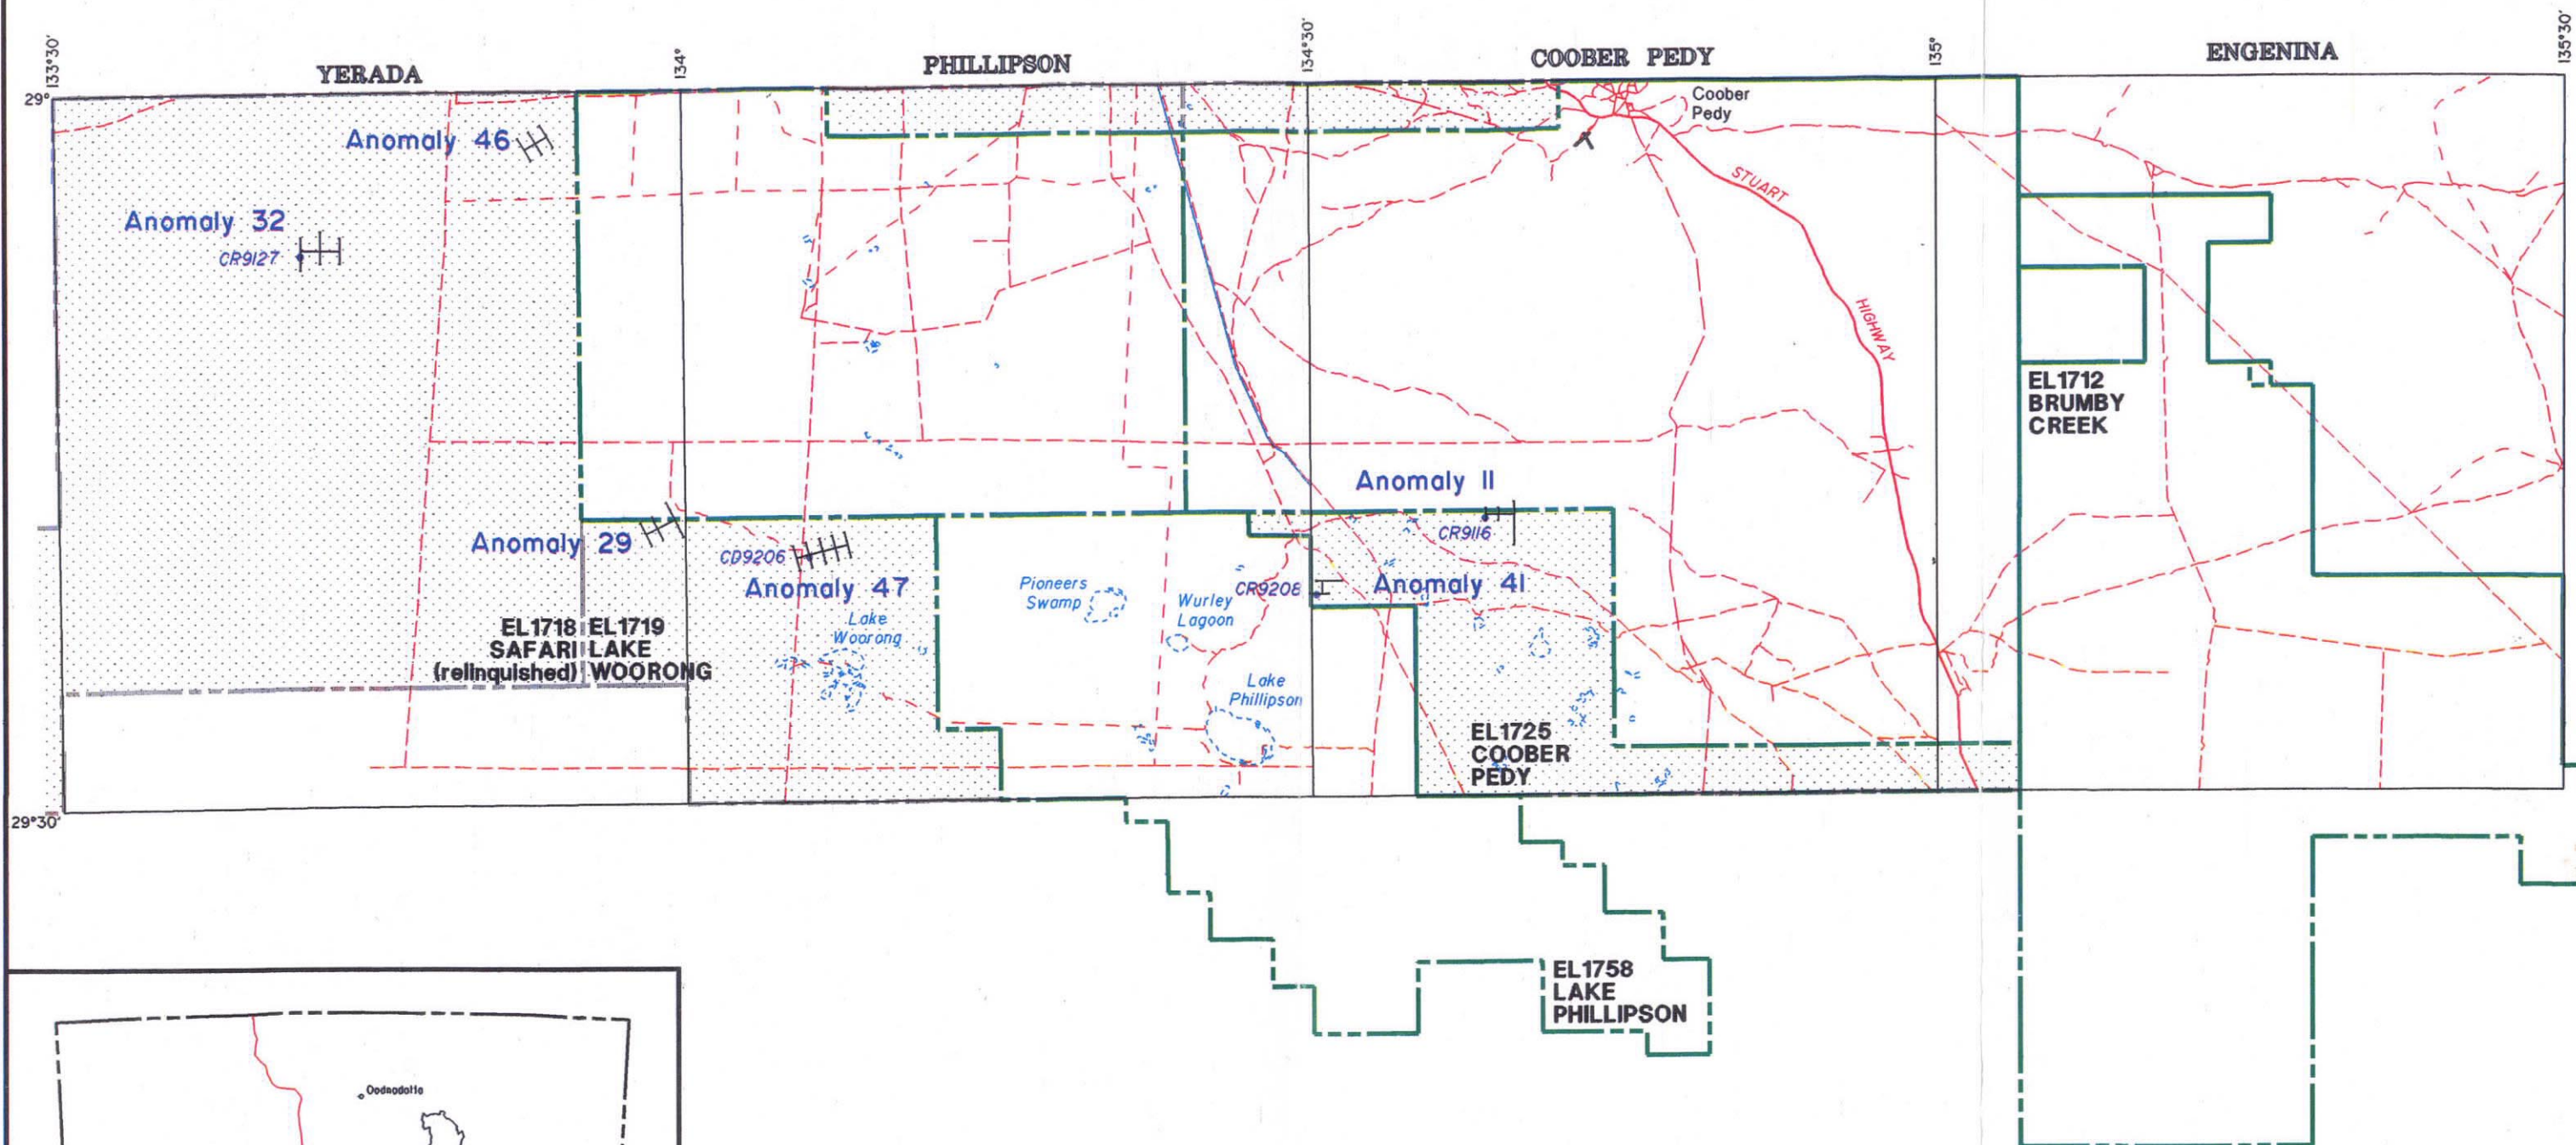 133°30'
134°
134°30'
135°
135°30'
YERADA
PHILLIPSON
COOBER PEDY
ENGENINA
29°
Coober
Pedy
Anomaly 46
STUART
Anomaly 32
CR9127
HIGHWAY
EL1712
BRUMBY
CREEK
Anomaly 11
CR9116
Anomaly 29
CD9206
Anomaly 47
Pioneers
Swamp
Wurley
Lagoon
CR9208
Anomaly 41
Lake
Woorong
EL1718
SAFARI
(relinquished)
EL1719
LAKE
WOORONG
Lake
Phillipson
EL1725
COOBER
PEDY
29°30'
EL1758
LAKE
PHILLIPSON
Oodnadatta